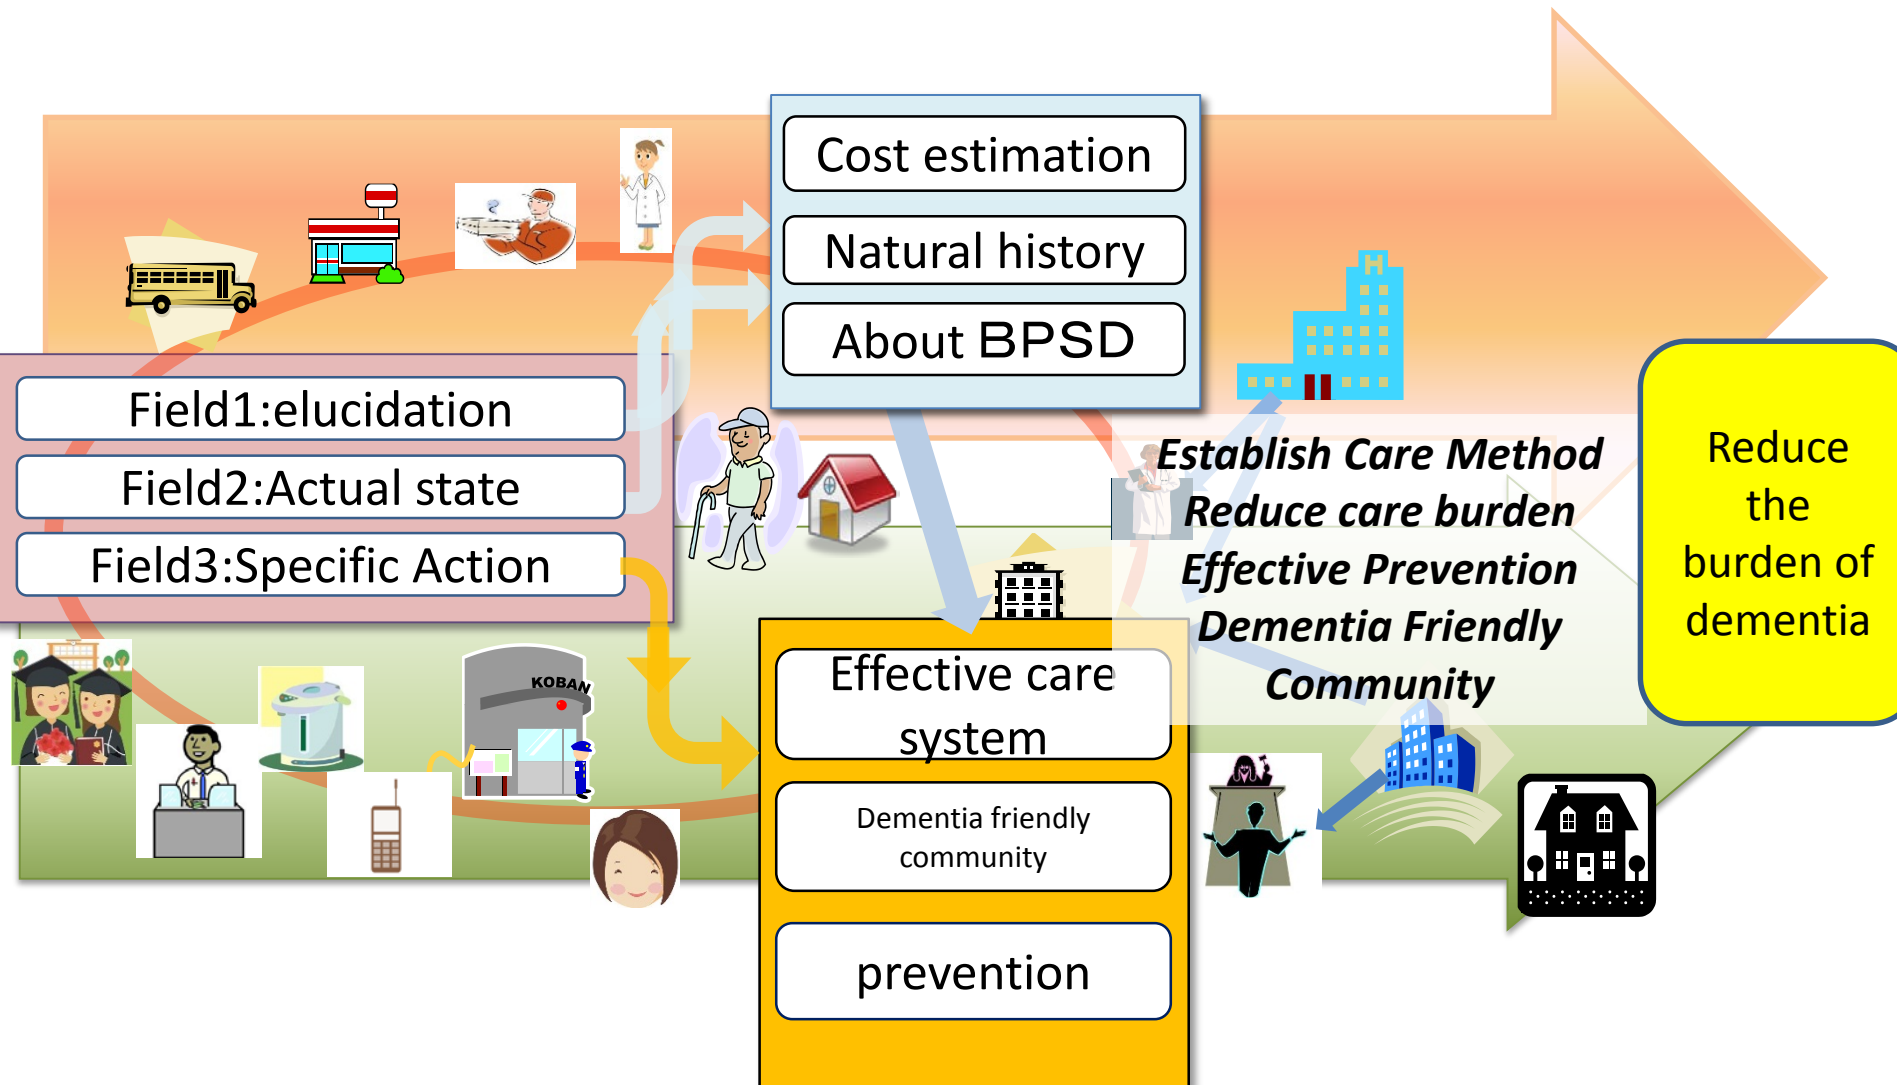 Cost estimation
Natural history
About BPSD
Field1:elucidation
Field2:Actual state
Field3:Specific Action
H
Establish Care Method
Reduce care burden
Effective Prevention
Dementia Friendly
Community
Reduce
the
burden of
dementia
KOBAN
Effective care
system
Dementia friendly
community
prevention